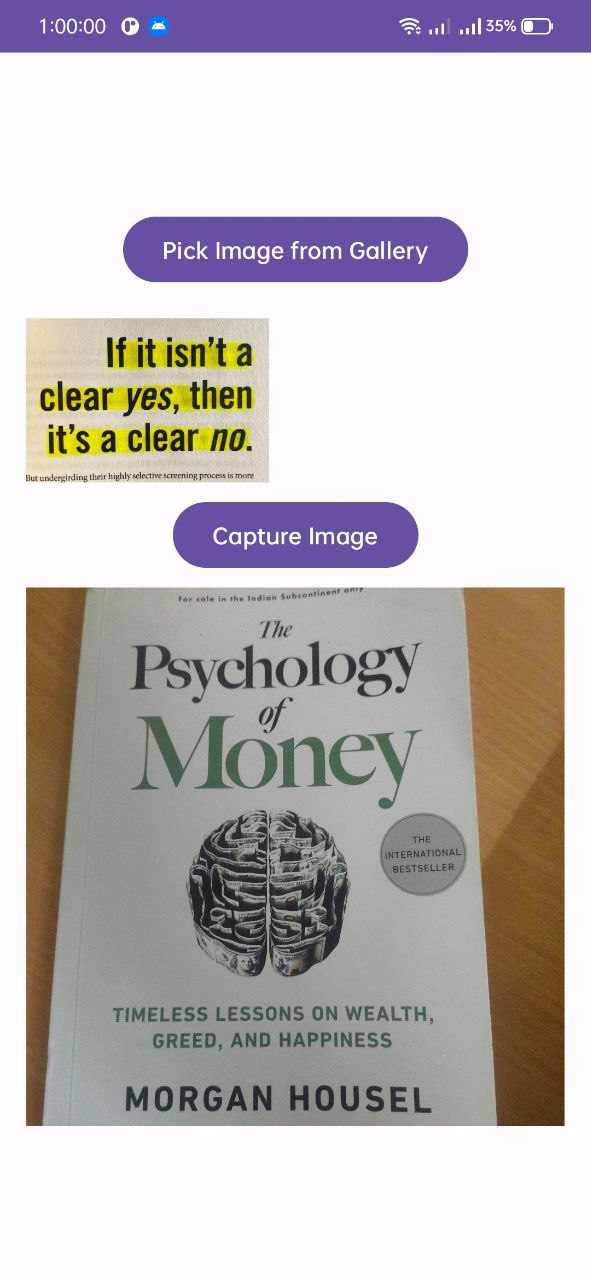 1:00:00 35%
Pick Image from Gallery
If it isn't a
clear yes, then
it's a clear no.
But undergirding their highly selective screening process is more
Capture Image
For sale in the Indian Subcontinent only
The
Psychology
of
Money
THE
INTERNATIONAL
BESTSELLER
TIMELESS LESSONS ON WEALTH,
GREED, AND HAPPINESS
MORGAN HOUSEL